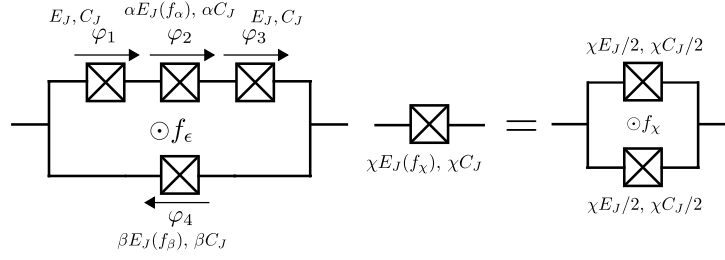 E_J, C_J
αE_J(f_α), αC_J
E_J, C_J
φ_1
φ_2
φ_3
⊙f_ϵ
φ_4
βE_J(f_β), βC_J
χE_J(f_χ), χC_J
=
χE_J/2, χC_J/2
⊙f_χ
χE_J/2, χC_J/2